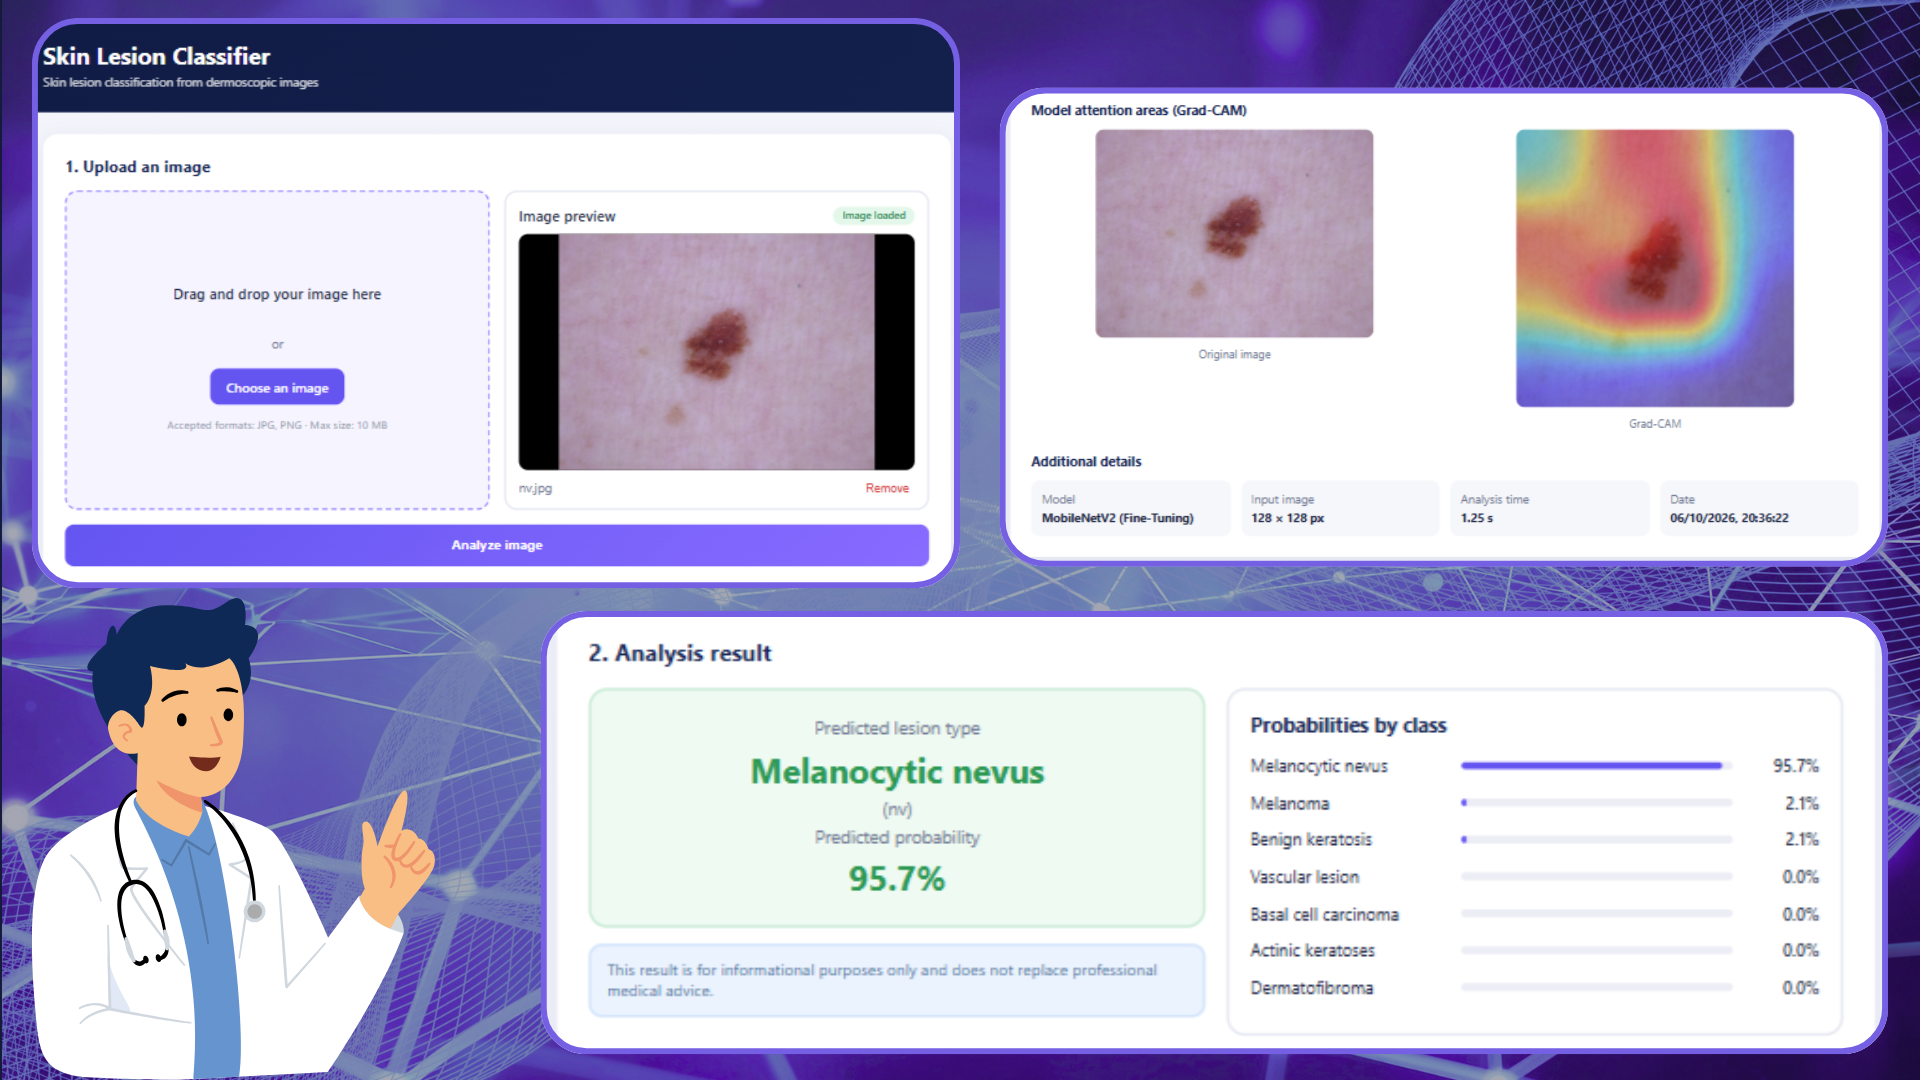 Skin Lesion Classifier
Skin lesion classification from dermoscopic images
1. Upload an image
Drag and drop your image here
or
Choose an image
Accepted formats: JPG, PNG · Max size: 10 MB
Image preview
Image loaded
nv.jpg
Remove
Analyze image
Model attention areas (Grad-CAM)
Original image
Grad-CAM
Additional details
Model
MobileNetV2 (Fine-Tuning)
Input image
128 × 128 px
Analysis time
1.25 s
Date
06/10/2026, 20:36:22
2. Analysis result
Predicted lesion type
Melanocytic nevus
(nv)
Predicted probability
95.7%
This result is for informational purposes only and does not replace professional
medical advice.
Probabilities by class
Melanocytic nevus 95.7%
Melanoma 2.1%
Benign keratosis 2.1%
Vascular lesion 0.0%
Basal cell carcinoma 0.0%
Actinic keratoses 0.0%
Dermatofibroma 0.0%